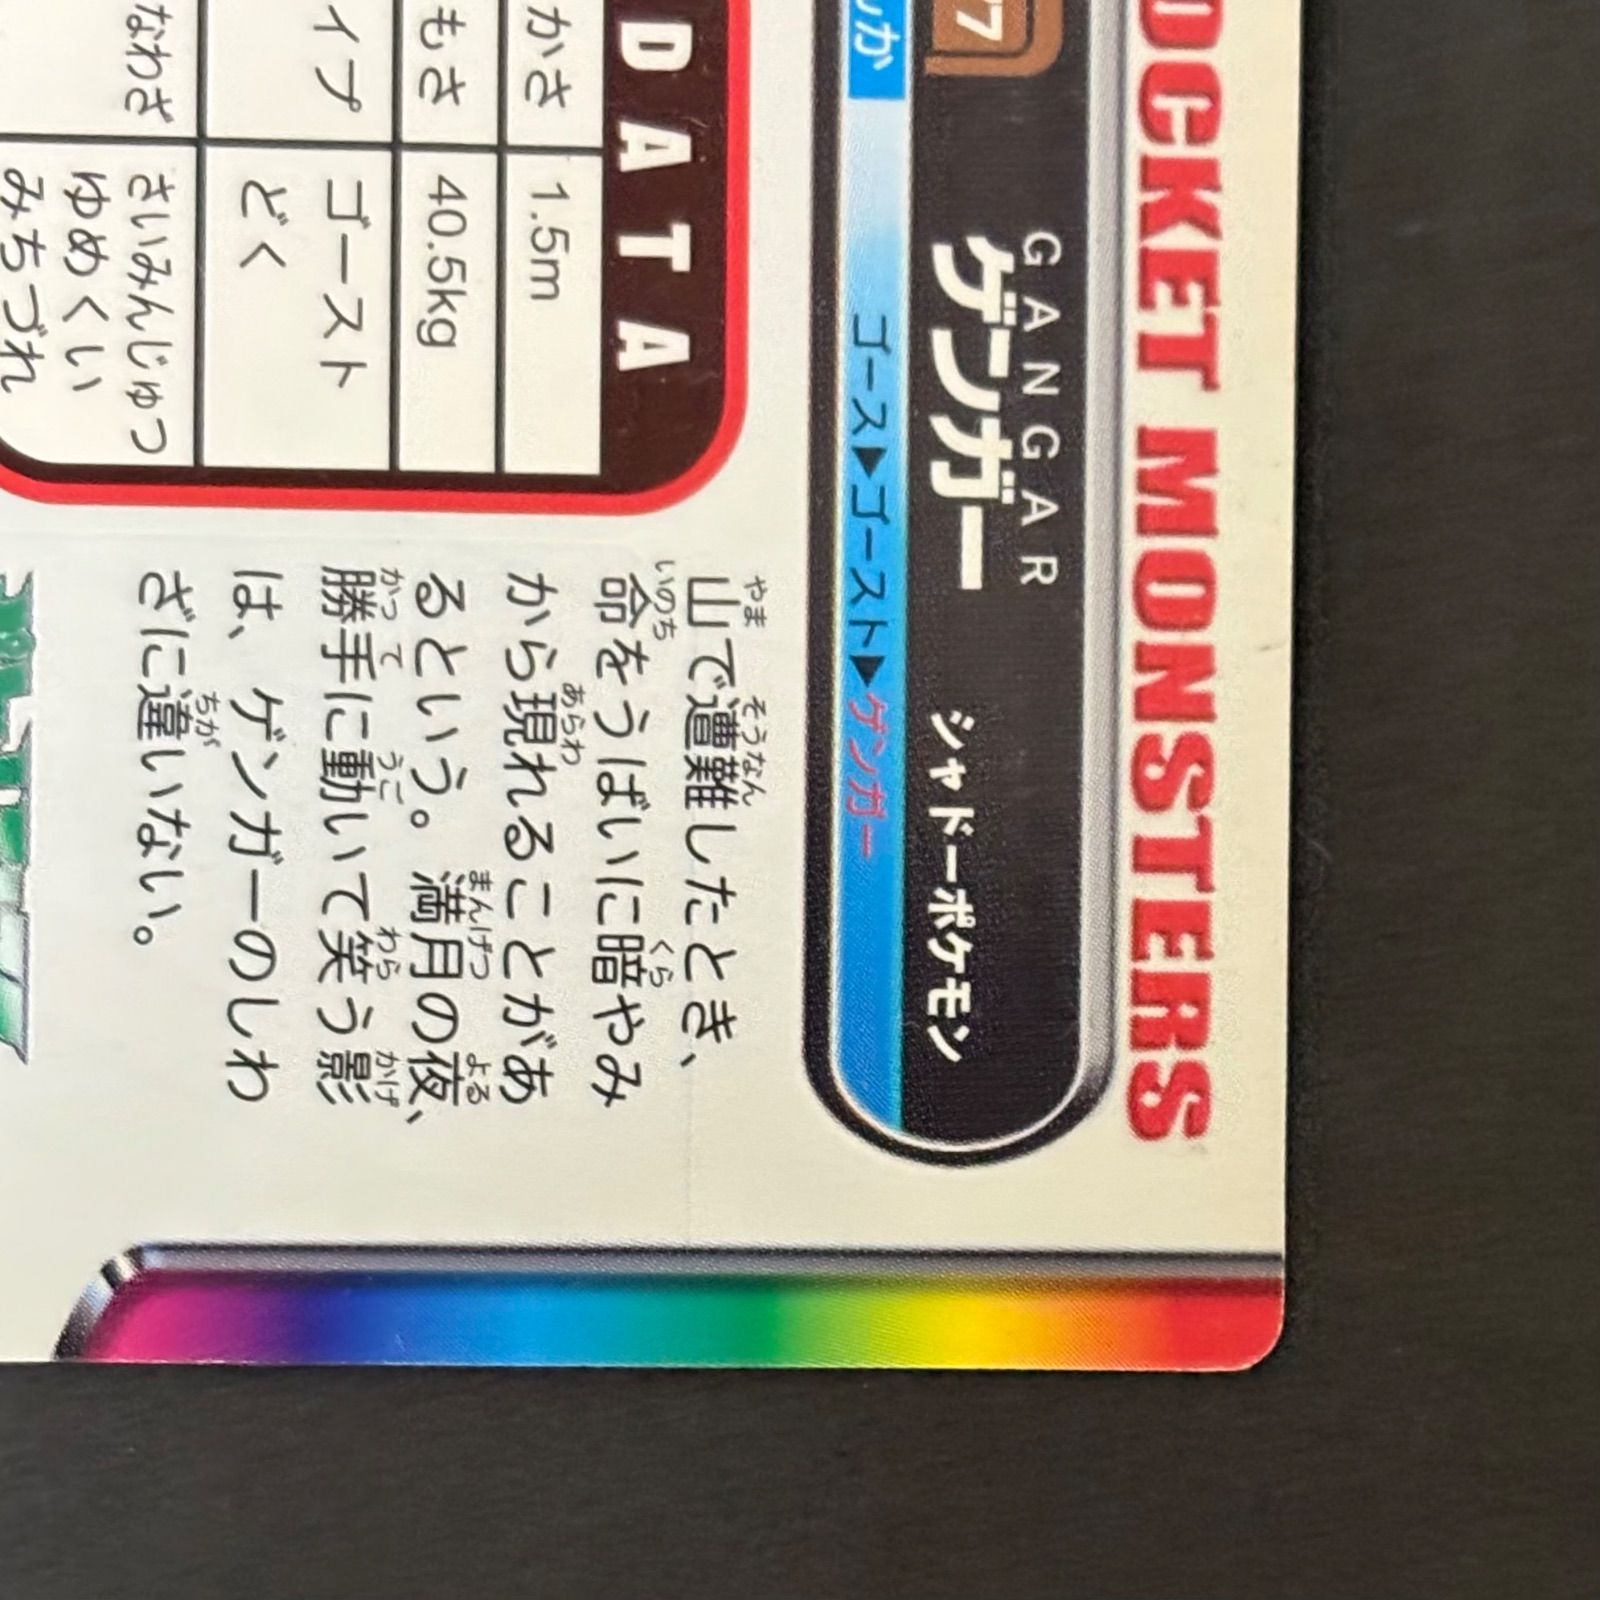 OCKET MONSTERS
GANGAR
ゲンガー シャドーポケモン
ゴース▶ゴースト▶ゲンガー
DATA
かさ 1.5m
もさ 40.5kg
イプ ゴースト
どく
なわざ さいみんじゅつ
ゆめくい
みちづれ
山で遭難したとき、
命をうばいに暗やみ
から現れることがあ
るという。満月の夜、
勝手に動いて笑う影
は、ゲンガーのしわ
ざに違いない。